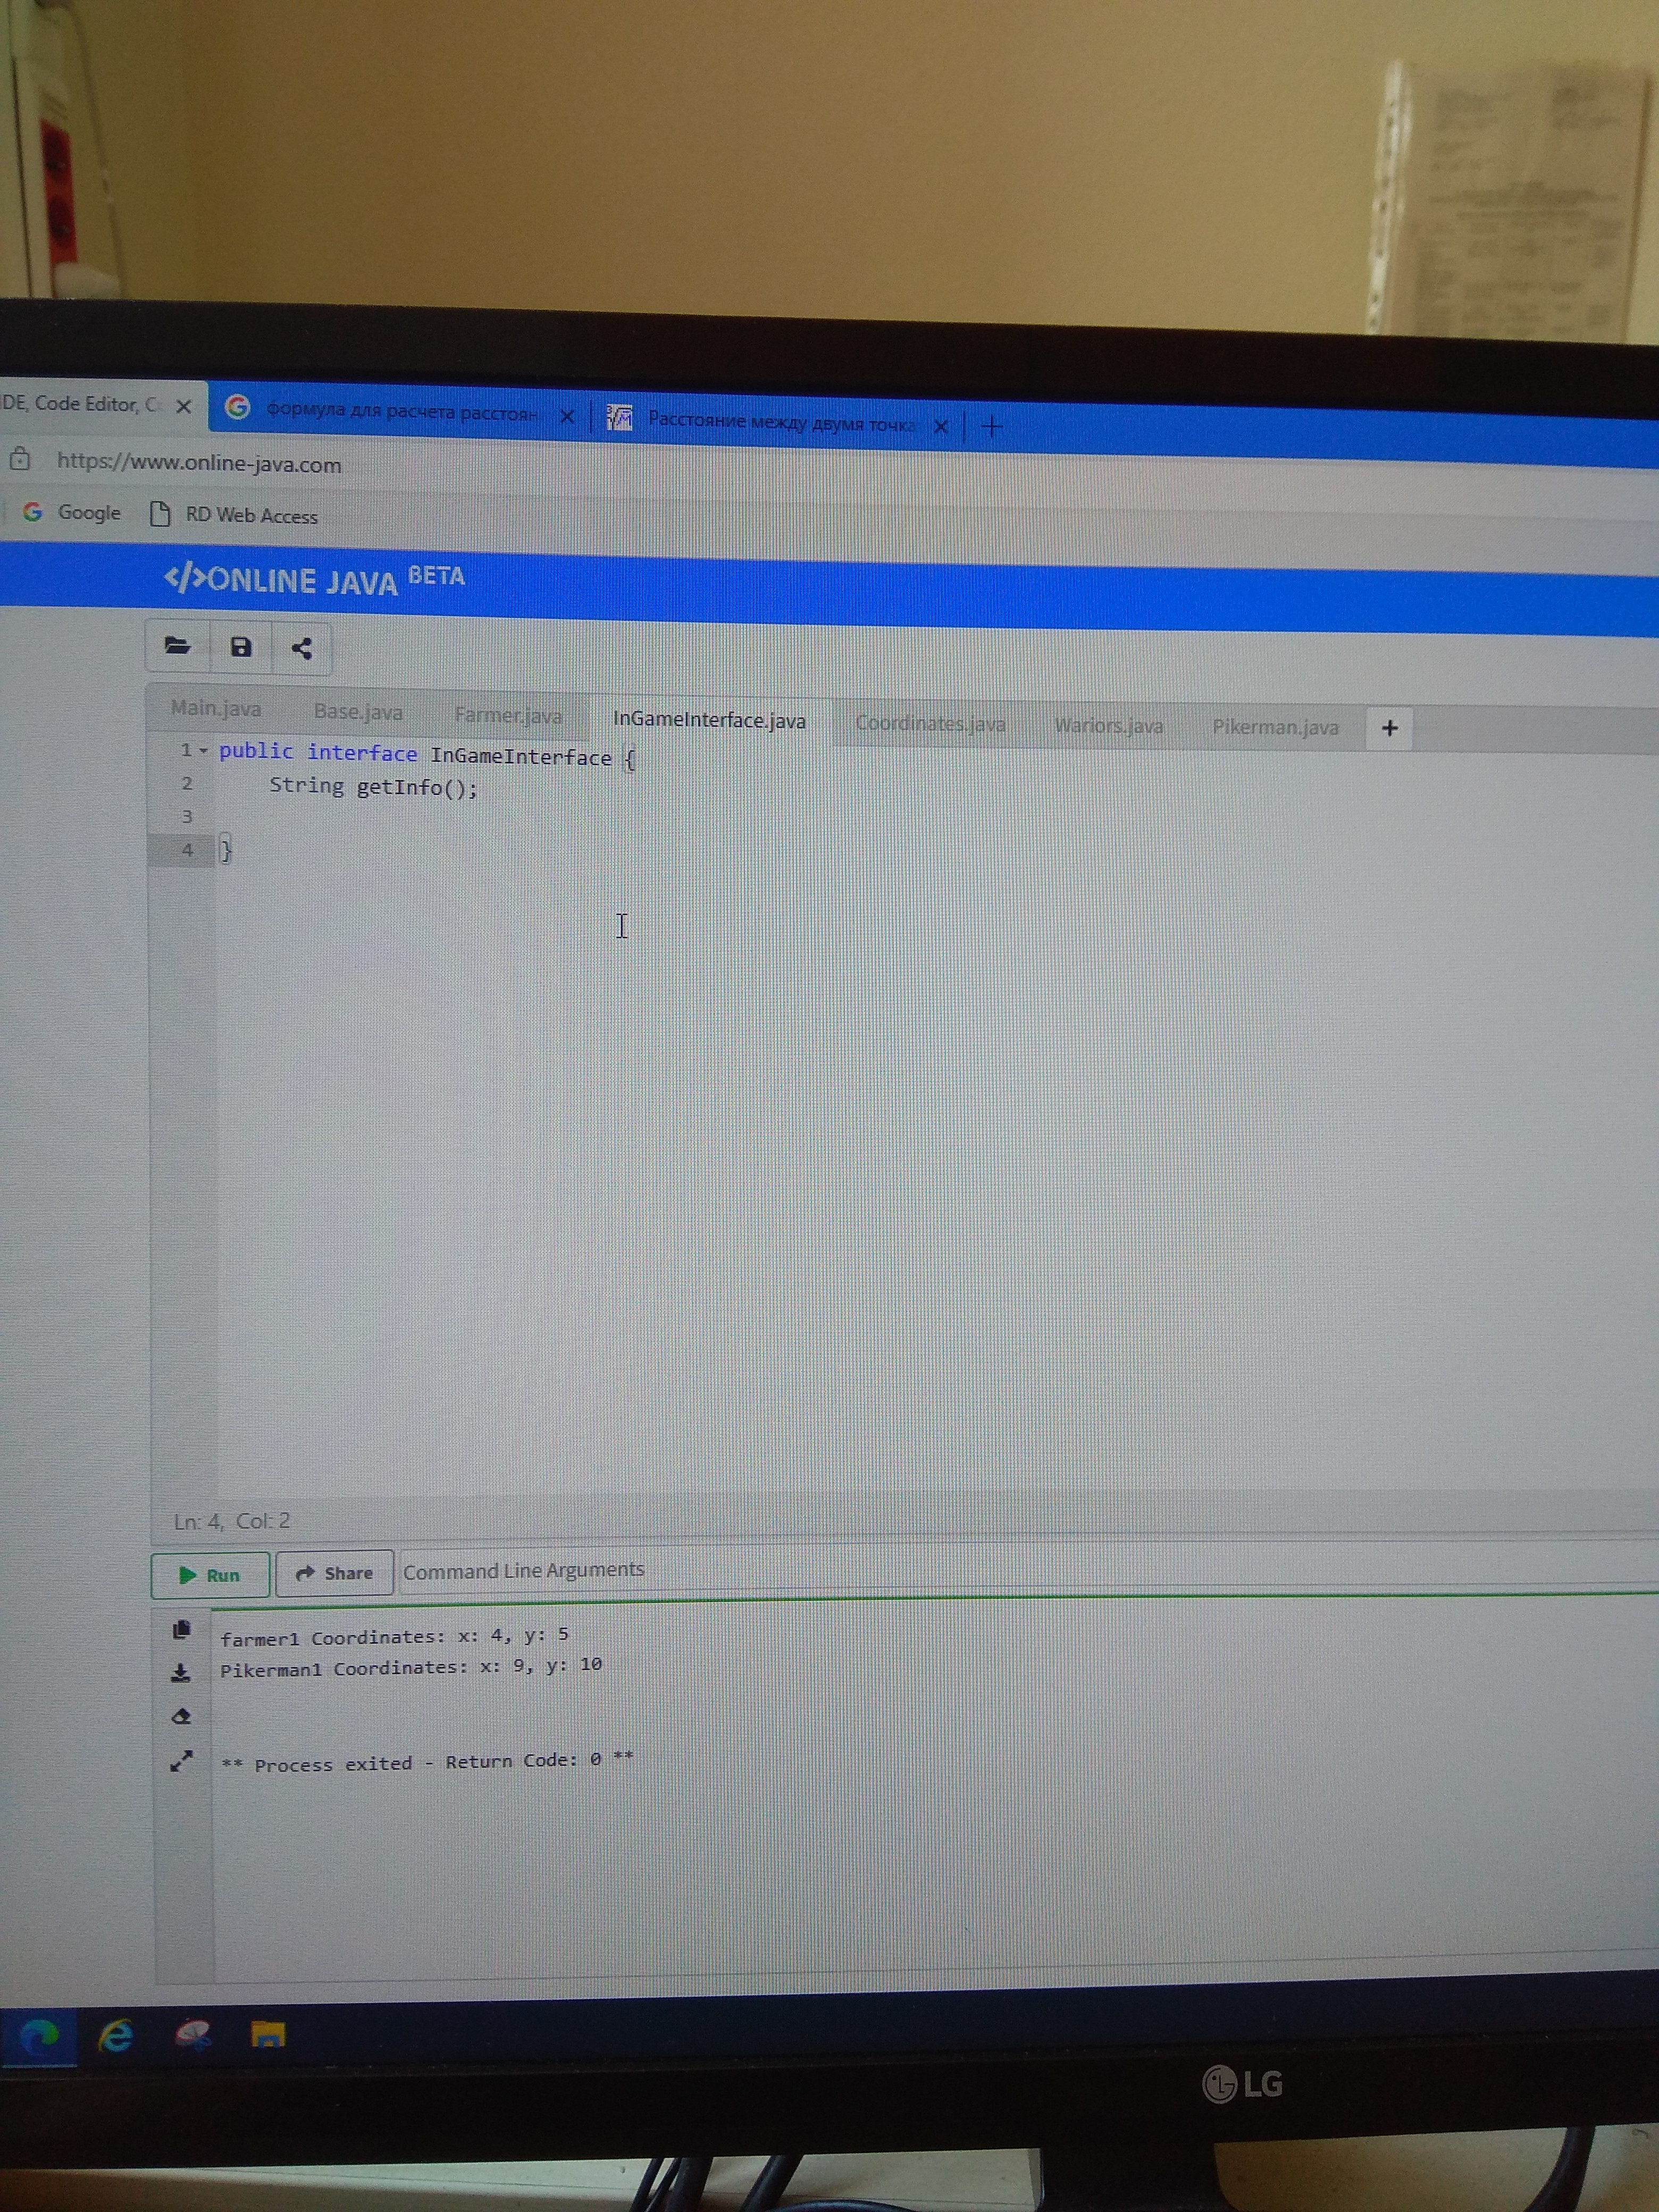 IDE, Code Editor, C
формула для расчета расстоян
Расстояние между двумя точка
https://www.online-java.com
Google
RD Web Access
</>ONLINE JAVA BETA
Main.java
Base.java
Farmer.java
InGameInterface.java
Coordinates.java
Wariors.java
Pikerman.java
+
1 public interface InGameInterface {
2 String getInfo();
3
4 }
Ln: 4, Col: 2
Run
Share
Command Line Arguments
farmer1 Coordinates: x: 4, y: 5
Pikerman1 Coordinates: x: 9, y: 10
** Process exited - Return Code: 0 **
LG